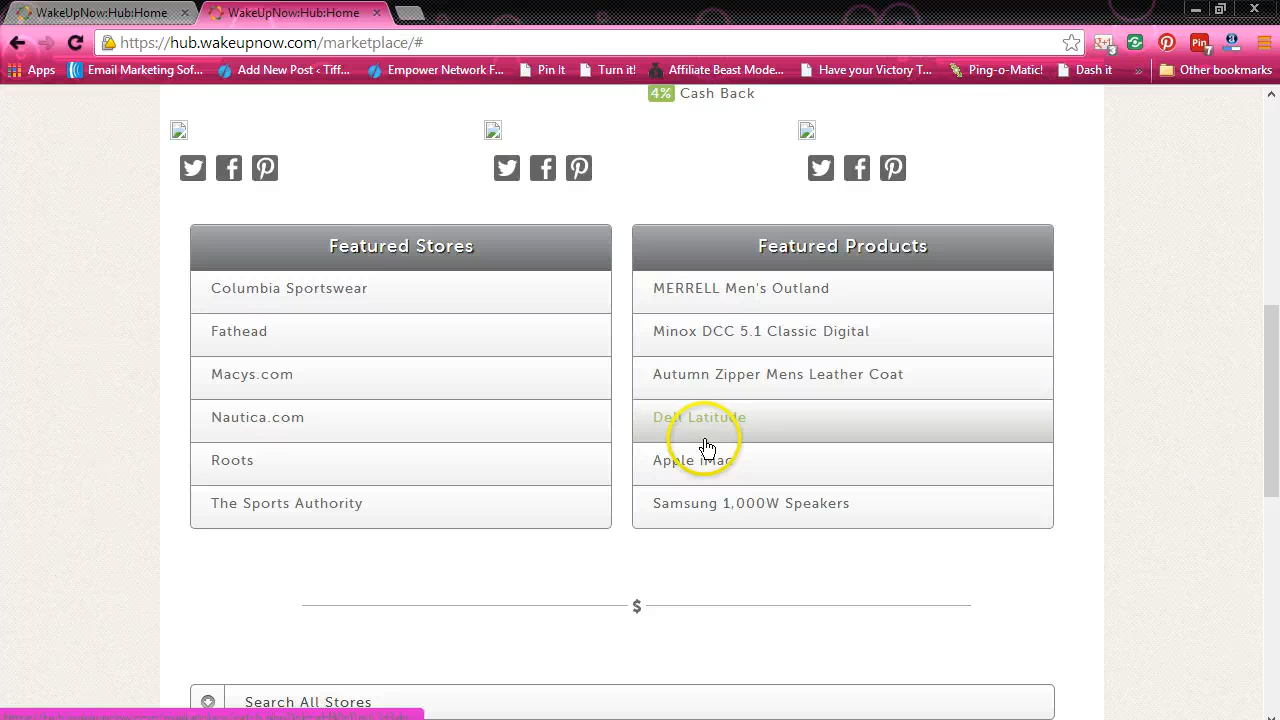 WakeUpNow:Hub:Home
WakeUpNow:Hub:Home
https://hub.wakeupnow.com/marketplace/#
3
Pin
7
Apps
Email Marketing Sof...
Add New Post ‹ Tiff...
Empower Network F...
Pin It
Turn it!
Affiliate Beast Mode...
Have your Victory T...
Ping-o-Matic!
Dash it
»
Other bookmarks
4% Cash Back
Featured Stores
Columbia Sportswear
Fathead
Macys.com
Nautica.com
Roots
The Sports Authority
Featured Products
MERRELL Men's Outland
Minox DCC 5.1 Classic Digital
Autumn Zipper Mens Leather Coat
Dell Latitude
Apple iMac
Samsung 1,000W Speakers
$
Search All Stores